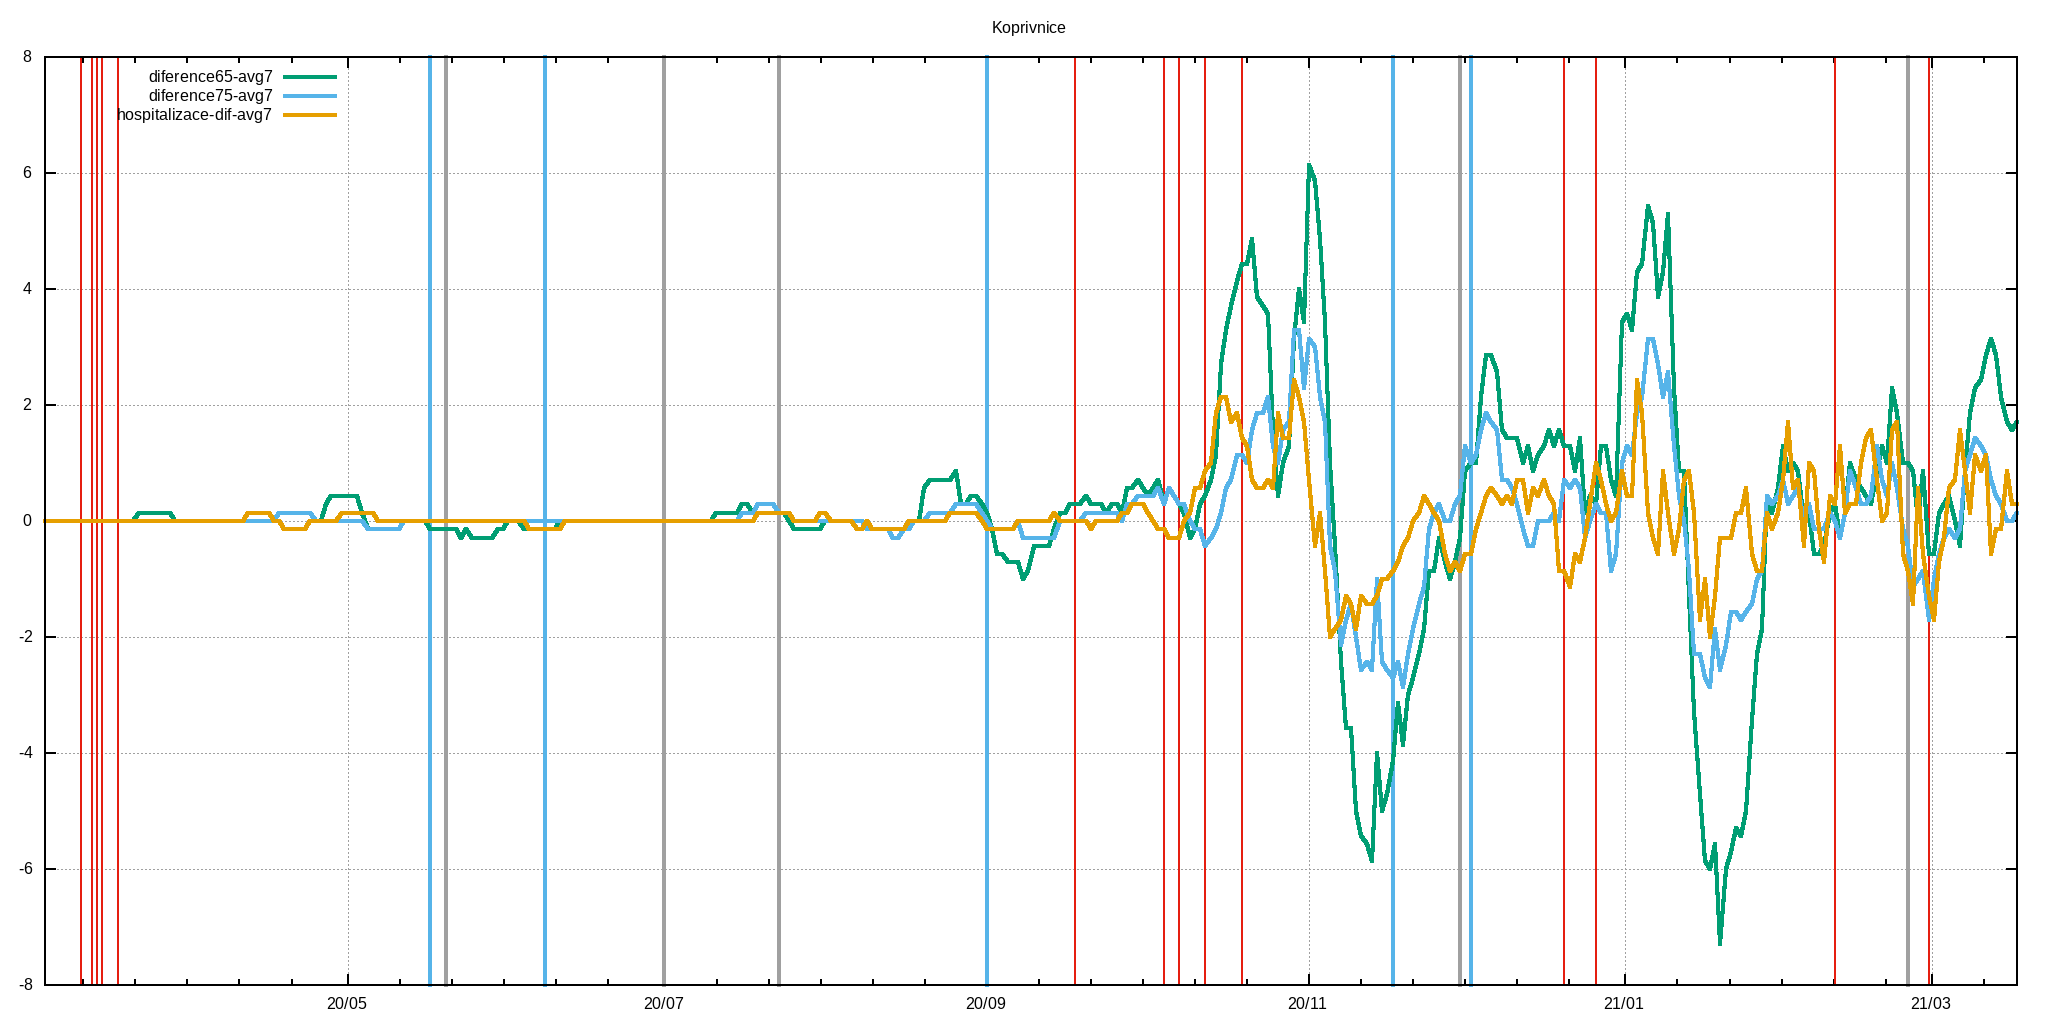 Koprivnice
8
diference65-avg7
diference75-avg7
hospitalizace-dif-avg7
6
4
2
0
-2
-4
-6
-8
20/05 20/07 20/09 20/11 21/01 21/03